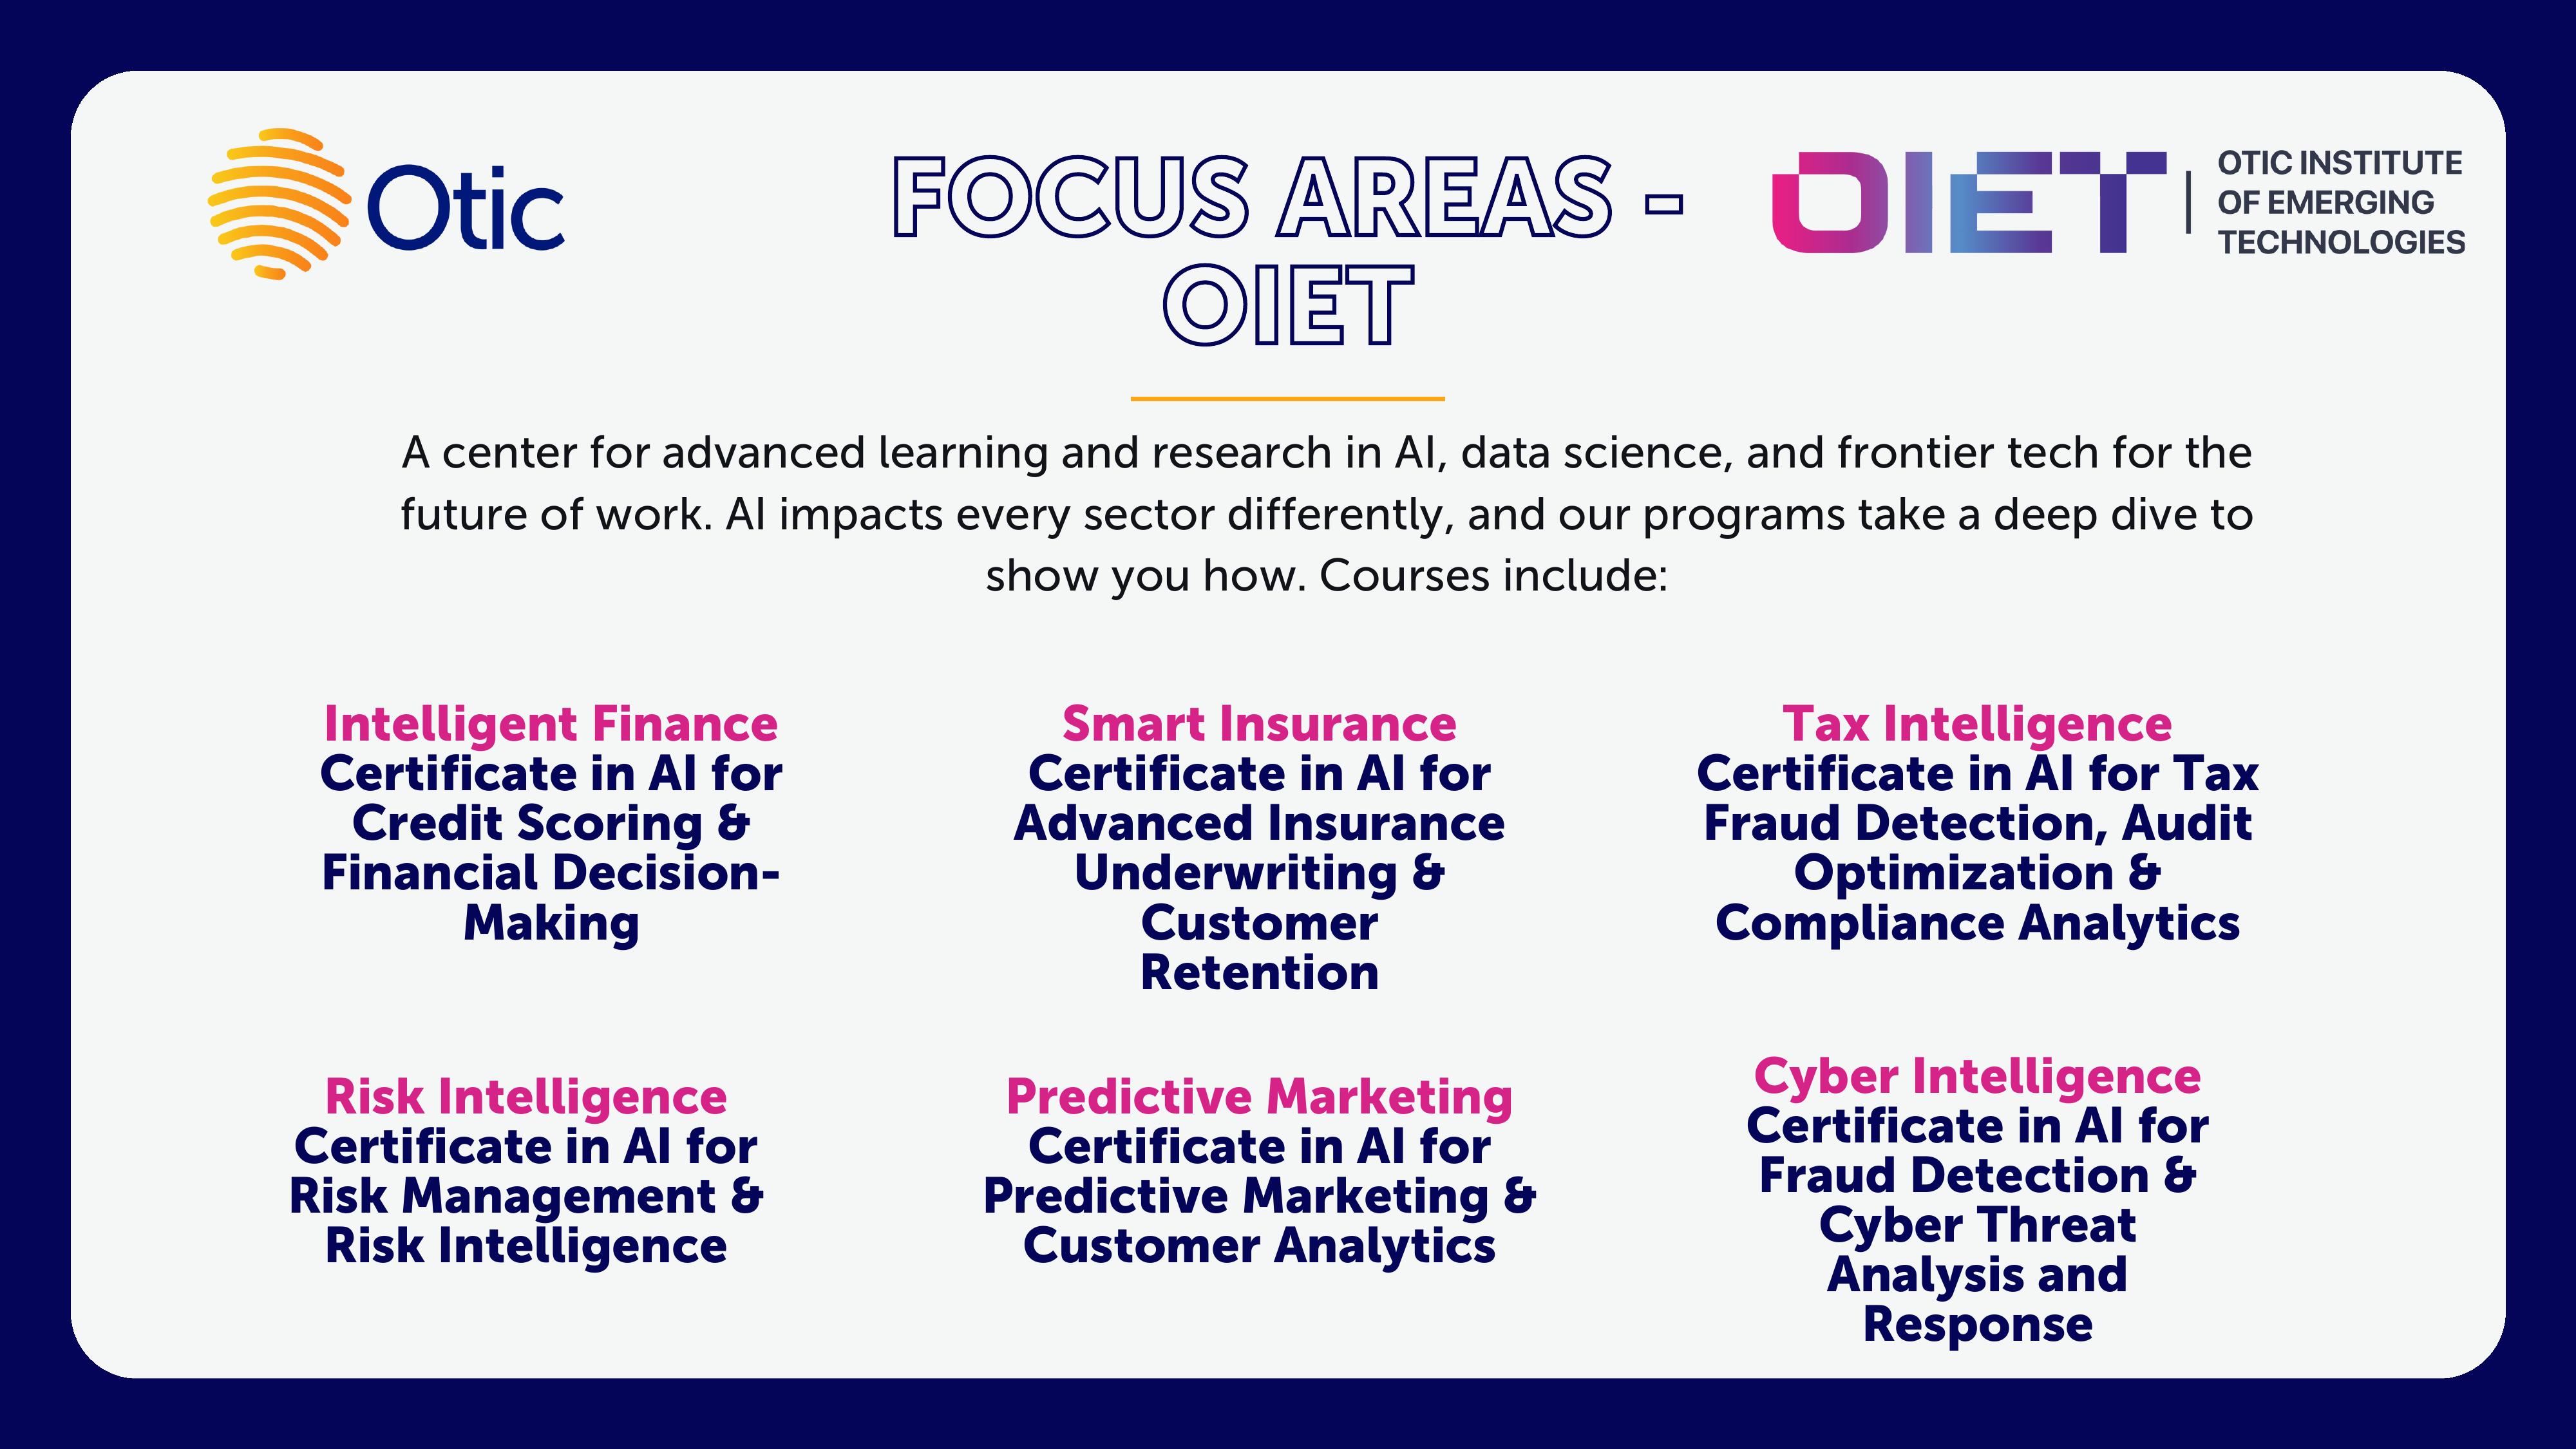 Otic
FOCUS AREAS -
OIET
OIET
OTIC INSTITUTE
OF EMERGING
TECHNOLOGIES
A center for advanced learning and research in AI, data science, and frontier tech for the
future of work. AI impacts every sector differently, and our programs take a deep dive to
show you how. Courses include:
Intelligent Finance
Certificate in AI for
Credit Scoring &
Financial Decision-
Making
Smart Insurance
Certificate in AI for
Advanced Insurance
Underwriting &
Customer
Retention
Tax Intelligence
Certificate in AI for Tax
Fraud Detection, Audit
Optimization &
Compliance Analytics
Risk Intelligence
Certificate in AI for
Risk Management &
Risk Intelligence
Predictive Marketing
Certificate in AI for
Predictive Marketing &
Customer Analytics
Cyber Intelligence
Certificate in AI for
Fraud Detection &
Cyber Threat
Analysis and
Response